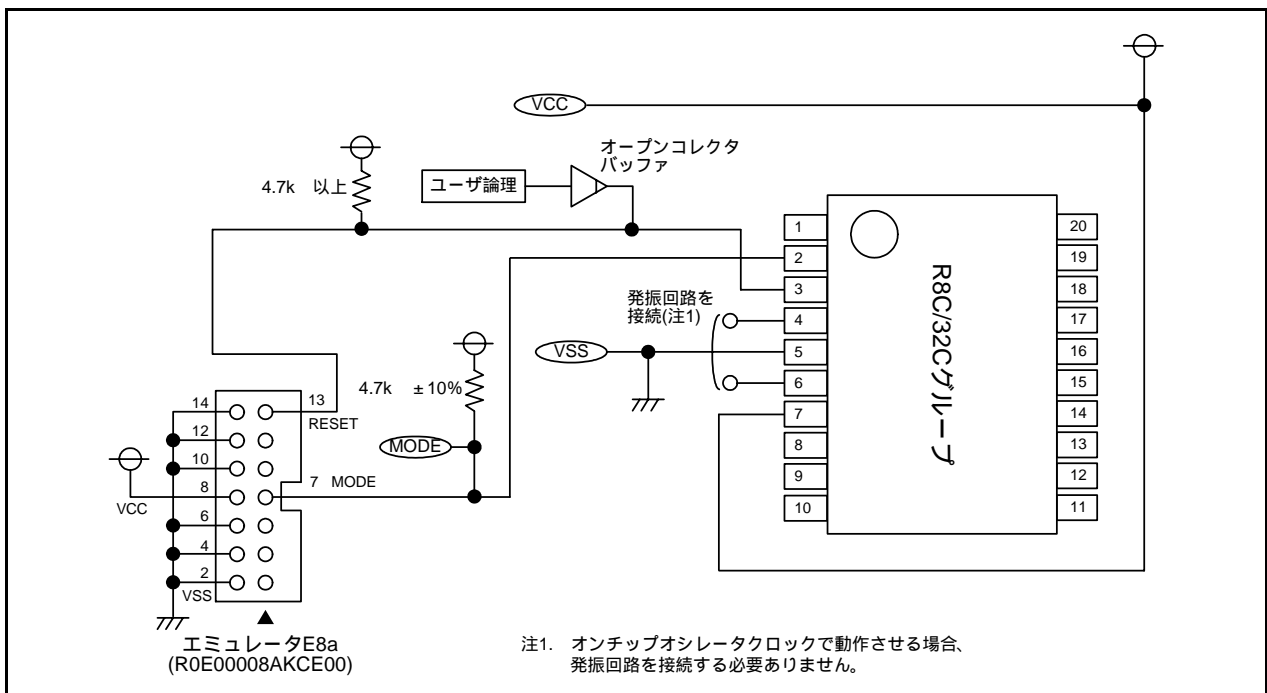 VCC
オープンコレクタ
バッファ
4.7k 以上
ユーザ論理
1
2
3
4
5
6
7
8
9
10
20
19
18
17
16
15
14
13
12
11
R8C/32Cグループ
発振回路を
接続(注1)
VSS
4.7k ±10%
MODE
14
13
RESET
12
10
8
7 MODE
VCC
6
4
2
VSS
エミュレータE8a
(R0E00008AKCE00)
注1. オンチップオシレータクロックで動作させる場合、
発振回路を接続する必要ありません。